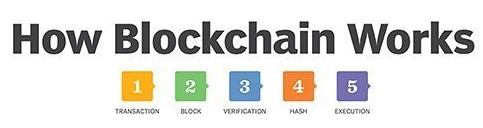 How Blockchain Works
1 2 3 4 5
TRANSACTION BLOCK VERIFICATION HASH EXECUTION